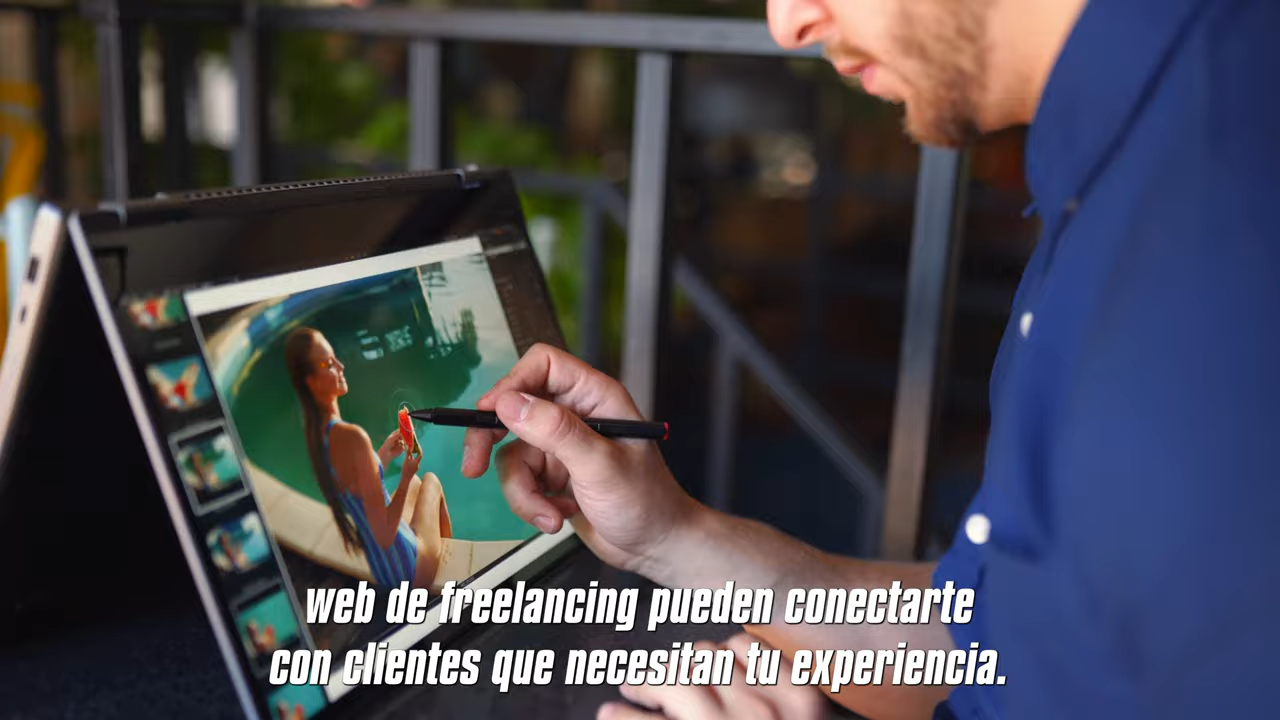 web de freelancing pueden conectarte
con clientes que necesitan tu experiencia.